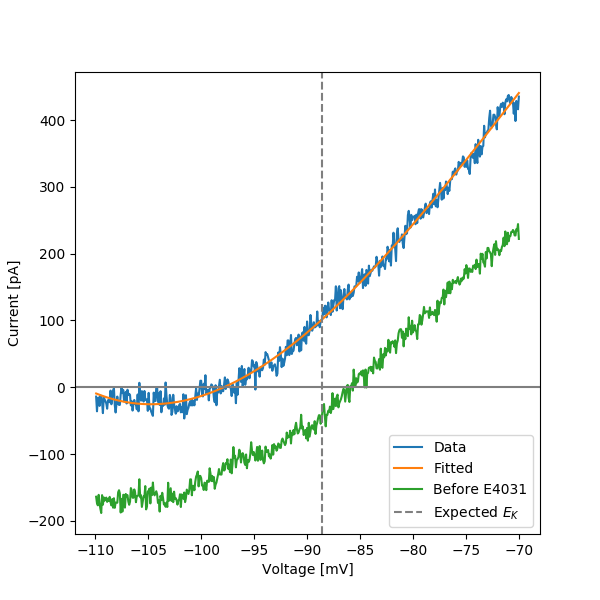 400
300
200
100
0
−100
−200
Current [pA]
−110 −105 −100 −95 −90 −85 −80 −75 −70
Voltage [mV]
Data
Fitted
Before E4031
Expected E_K